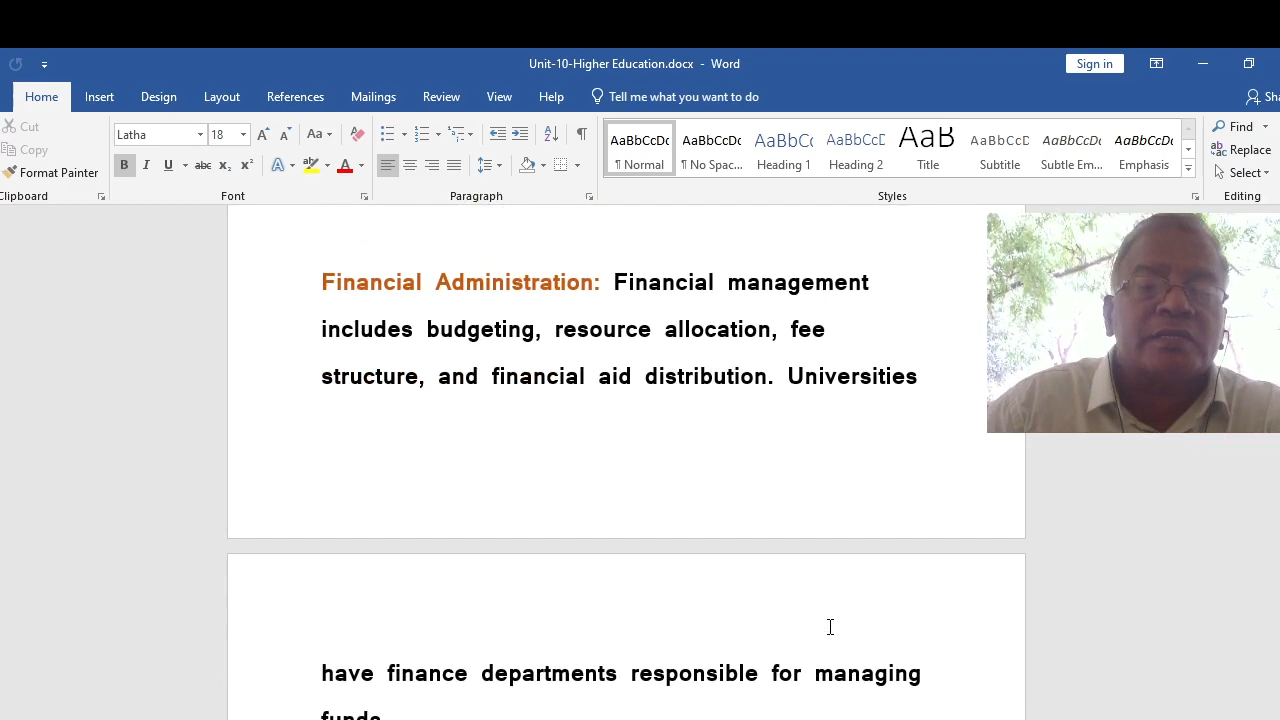 Unit-10-Higher Education.docx - Word
Sign in
Home Insert Design Layout References Mailings Review View Help Tell me what you want to do
Cut
Copy
Format Painter
Clipboard
Latha 18
Font
Paragraph
AaBbCcDc AaBbCcDc AaBbCc AaBbCcD AaB AaBbCcD AaBbCcDc AaBbCcDc
¶ Normal ¶ No Spac... Heading 1 Heading 2 Title Subtitle Subtle Em... Emphasis
Styles
Find
Replace
Select
Editing
Financial Administration: Financial management
includes budgeting, resource allocation, fee
structure, and financial aid distribution. Universities
have finance departments responsible for managing
funds